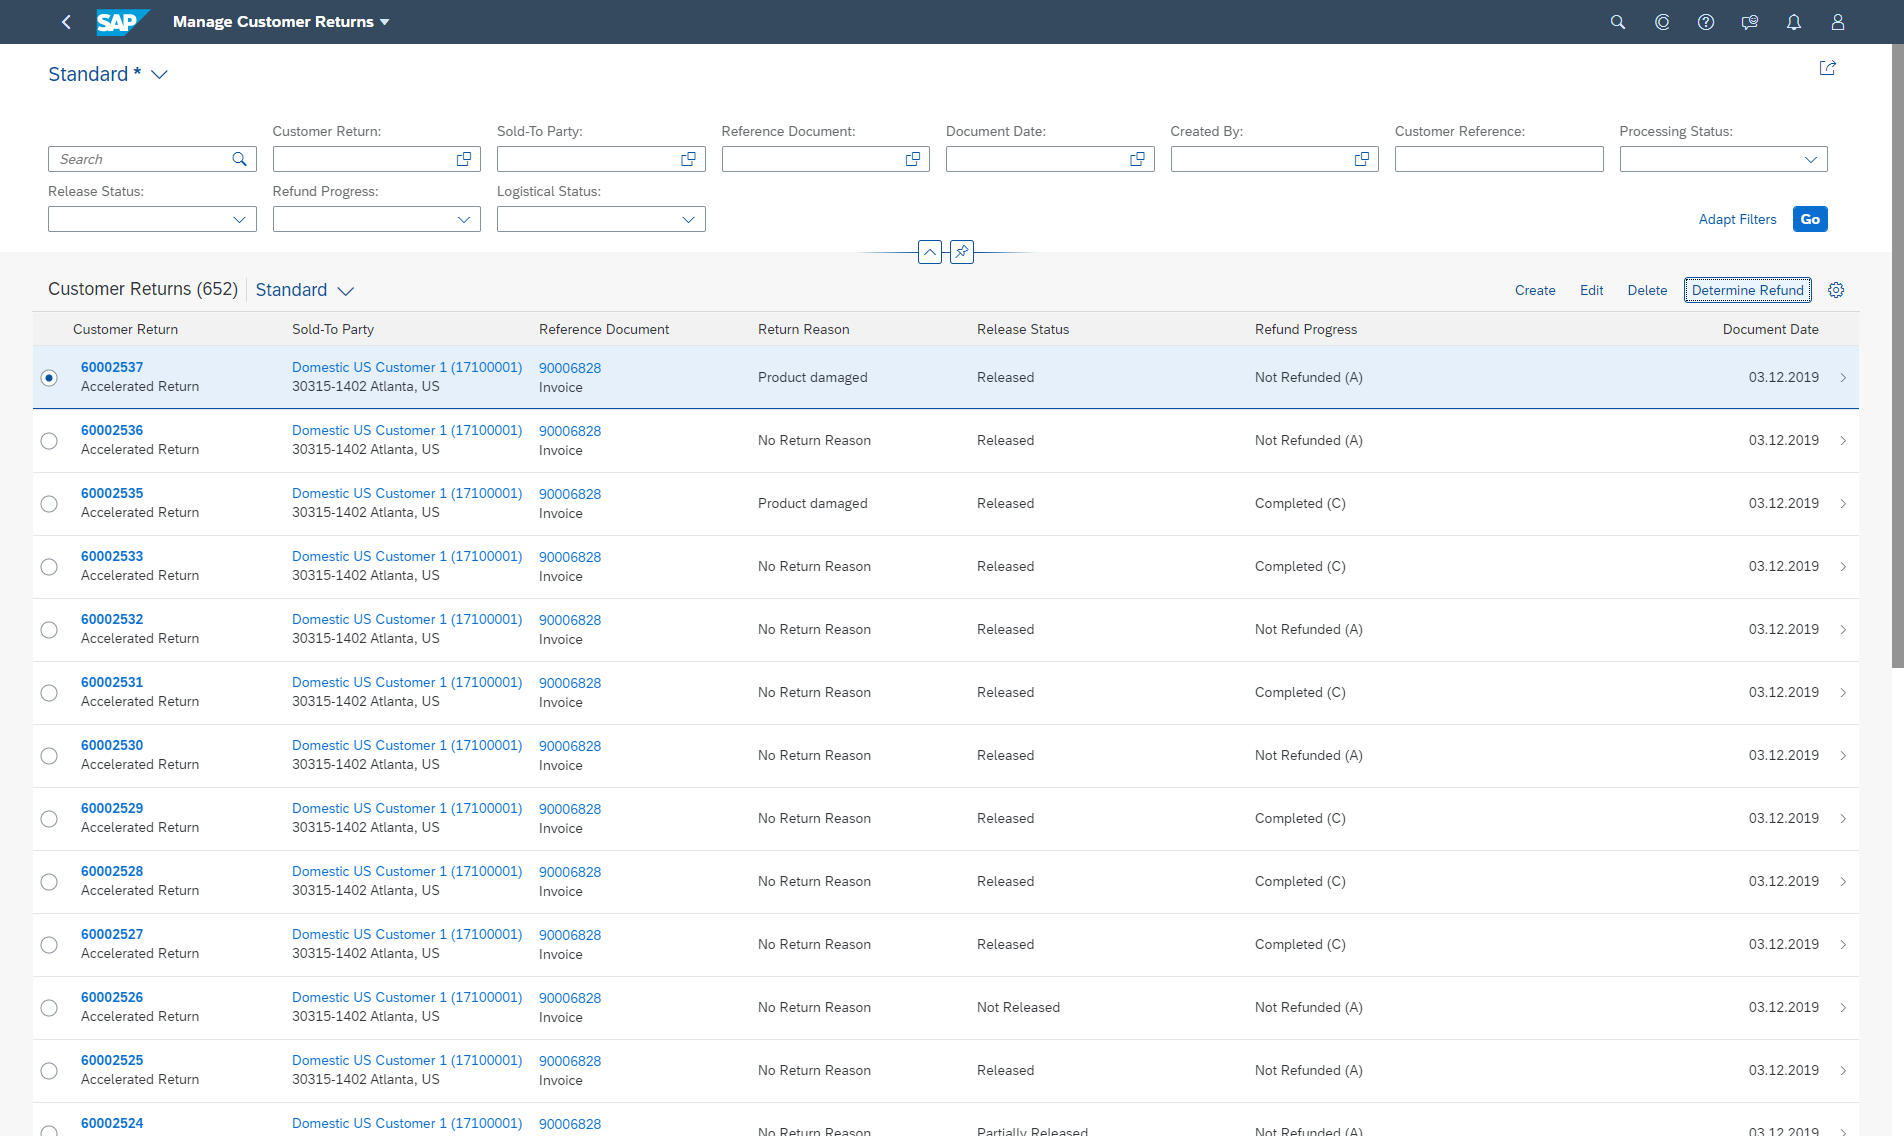 SAP Manage Customer Returns
Standard *
Customer Return: Sold-To Party: Reference Document: Document Date: Created By: Customer Reference: Processing Status:
Search
Release Status: Refund Progress: Logistical Status:
Adapt Filters Go
Customer Returns (652) Standard Create Edit Delete Determine Refund
Customer Return Sold-To Party Reference Document Return Reason Release Status Refund Progress Document Date
60002537 Domestic US Customer 1 (17100001) 90006828
Product damaged Released Not Refunded (A) 03.12.2019
Accelerated Return 30315-1402 Atlanta, US Invoice
60002536 Domestic US Customer 1 (17100001) 90006828
No Return Reason Released Not Refunded (A) 03.12.2019
Accelerated Return 30315-1402 Atlanta, US Invoice
60002535 Domestic US Customer 1 (17100001) 90006828
Product damaged Released Completed (C) 03.12.2019
Accelerated Return 30315-1402 Atlanta, US Invoice
60002533 Domestic US Customer 1 (17100001) 90006828
No Return Reason Released Completed (C) 03.12.2019
Accelerated Return 30315-1402 Atlanta, US Invoice
60002532 Domestic US Customer 1 (17100001) 90006828
No Return Reason Released Not Refunded (A) 03.12.2019
Accelerated Return 30315-1402 Atlanta, US Invoice
60002531 Domestic US Customer 1 (17100001) 90006828
No Return Reason Released Completed (C) 03.12.2019
Accelerated Return 30315-1402 Atlanta, US Invoice
60002530 Domestic US Customer 1 (17100001) 90006828
No Return Reason Released Not Refunded (A) 03.12.2019
Accelerated Return 30315-1402 Atlanta, US Invoice
60002529 Domestic US Customer 1 (17100001) 90006828
No Return Reason Released Completed (C) 03.12.2019
Accelerated Return 30315-1402 Atlanta, US Invoice
60002528 Domestic US Customer 1 (17100001) 90006828
No Return Reason Released Completed (C) 03.12.2019
Accelerated Return 30315-1402 Atlanta, US Invoice
60002527 Domestic US Customer 1 (17100001) 90006828
No Return Reason Released Completed (C) 03.12.2019
Accelerated Return 30315-1402 Atlanta, US Invoice
60002526 Domestic US Customer 1 (17100001) 90006828
No Return Reason Not Released Not Refunded (A) 03.12.2019
Accelerated Return 30315-1402 Atlanta, US Invoice
60002525 Domestic US Customer 1 (17100001) 90006828
No Return Reason Released Not Refunded (A) 03.12.2019
Accelerated Return 30315-1402 Atlanta, US Invoice
60002524 Domestic US Customer 1 (17100001) 90006828
No Return Reason Partially Released Not Refunded (A) 03.12.2019